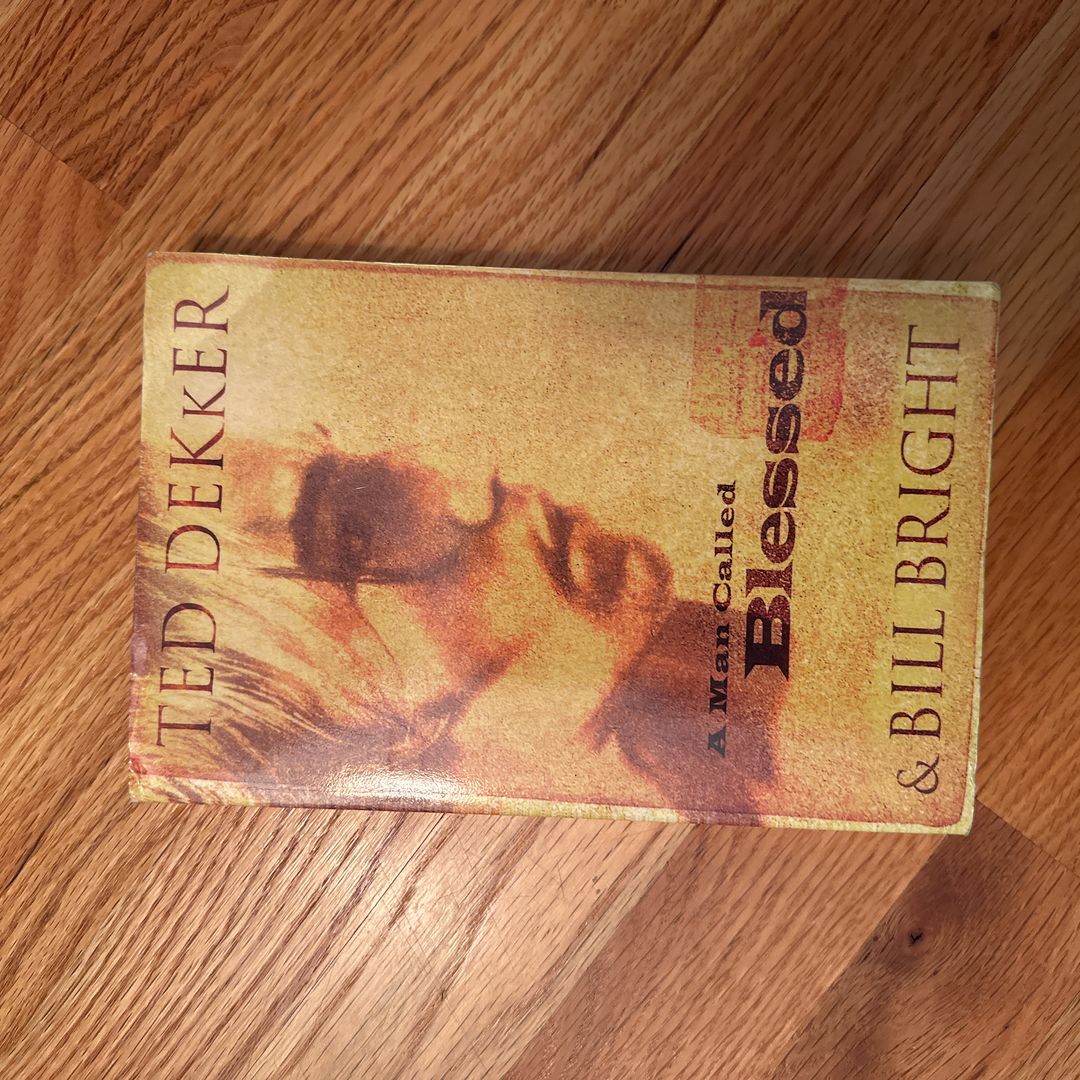 TED DEKKER
A Man Called
Blessed
& BILL BRIGHT